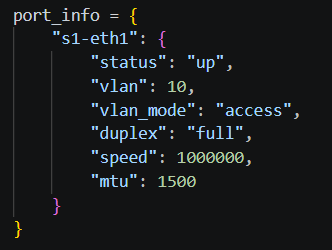 port_info = {
    "s1-eth1": {
        "status": "up",
        "vlan": 10,
        "vlan_mode": "access",
        "duplex": "full",
        "speed": 1000000,
        "mtu": 1500
    }
}